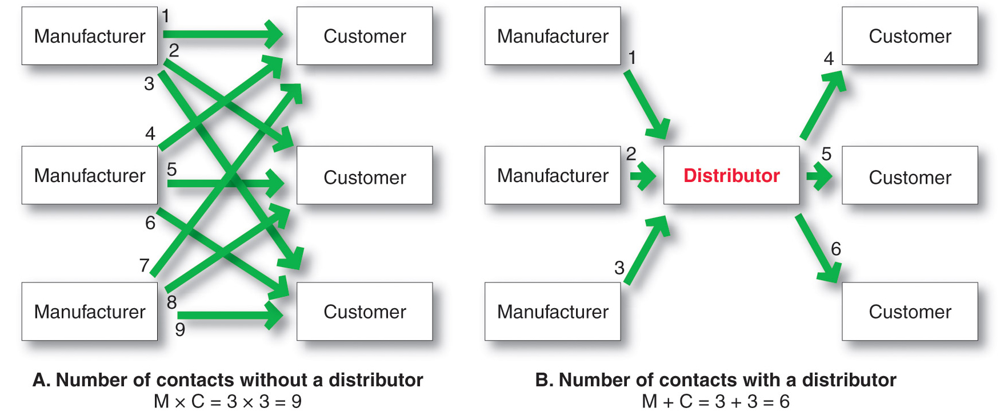 Manufacturer
1
2
3
Customer
4
Manufacturer
5
6
Customer
7
Manufacturer
8
9
Customer
A. Number of contacts without a distributor
M × C = 3 × 3 = 9
Manufacturer
1
Manufacturer
2
Manufacturer
3
Distributor
4
Customer
5
Customer
6
Customer
B. Number of contacts with a distributor
M + C = 3 + 3 = 6